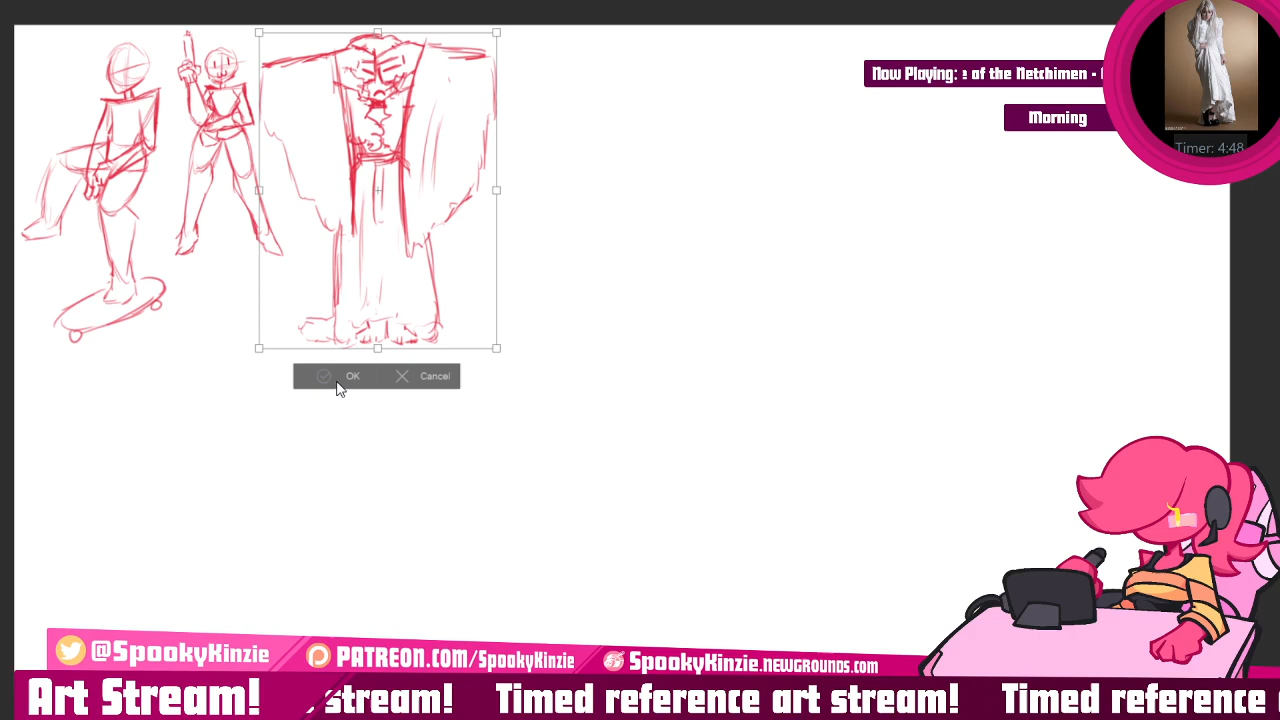 Now Playing: e of the Netchimen -
Morning
Timer: 4:48
OK Cancel
@SpookyKinzie PATREON.COM/SpookyKinzie SpookyKinzie.NEWGROUNDS.COM
Art Stream! stream! Timed reference art stream! Timed reference